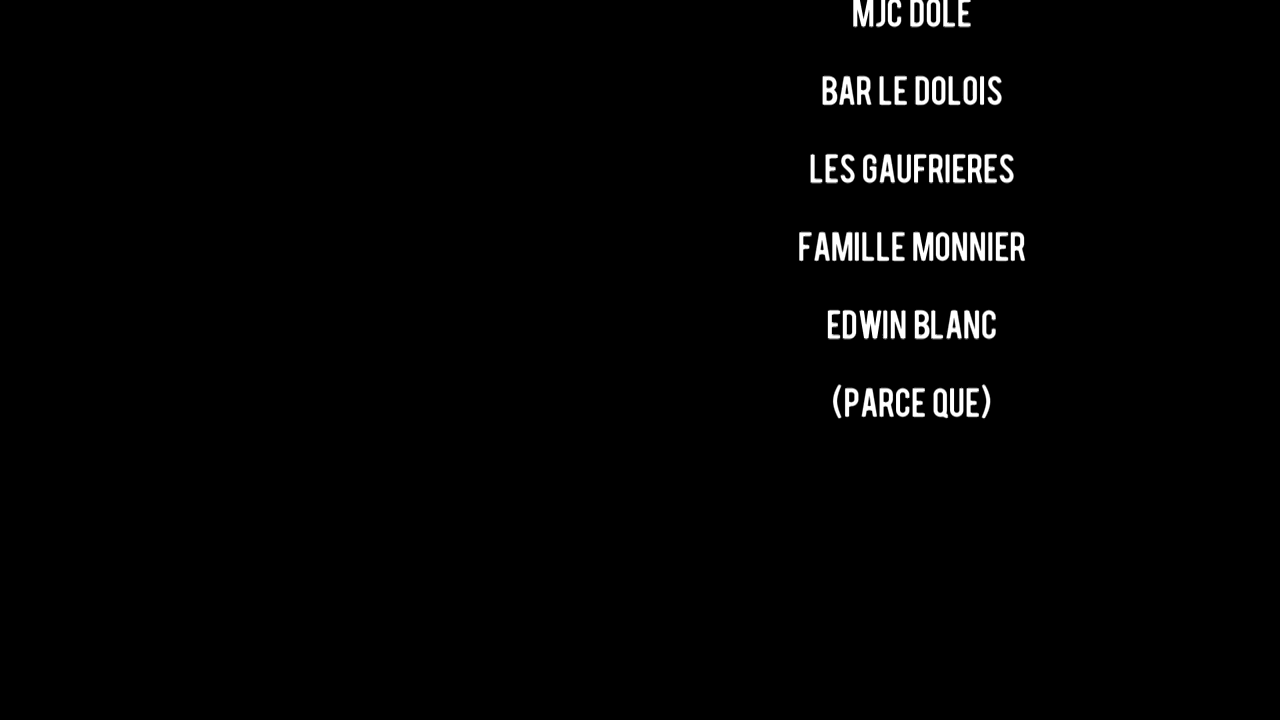 MJC DOLE
BAR LE DOLOIS
LES GAUFRIERES
FAMILLE MONNIER
EDWIN BLANC
(PARCE QUE)